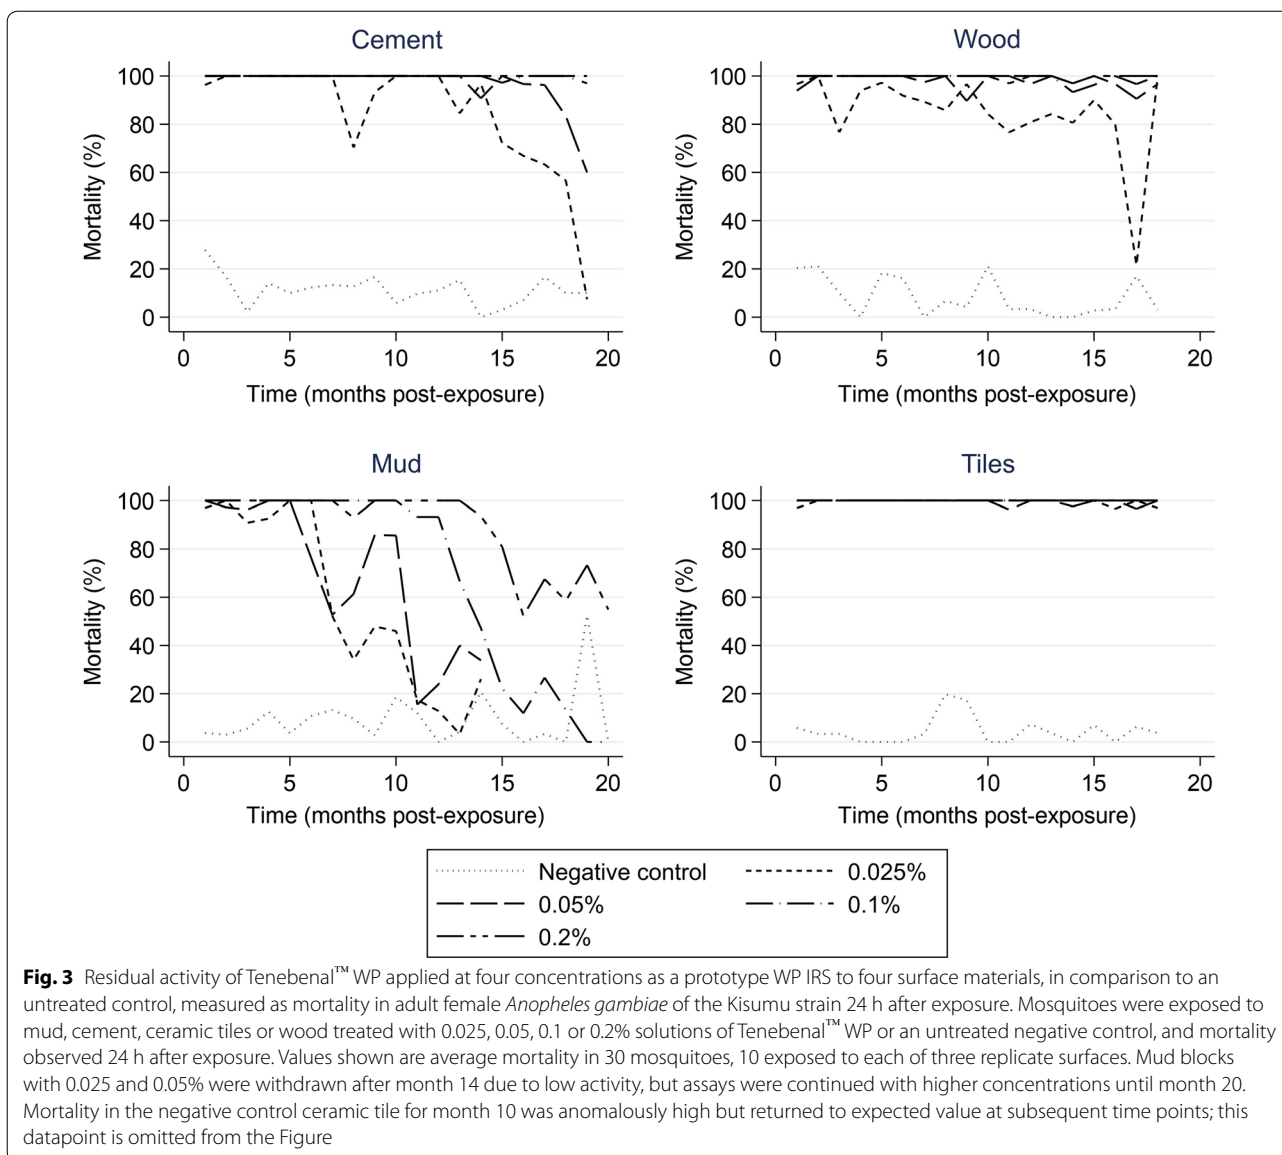 Cement
Wood
100
80
60
40
20
0
Mortality (%)
0 5 10 15 20
Time (months post-exposure)
100
80
60
40
20
0
Mortality (%)
0 5 10 15 20
Time (months post-exposure)
Mud
Tiles
100
80
60
40
20
0
Mortality (%)
0 5 10 15 20
Time (months post-exposure)
100
80
60
40
20
0
Mortality (%)
0 5 10 15 20
Time (months post-exposure)
Negative control 0.025%
0.05% 0.1%
0.2%
Fig. 3 Residual activity of Tenebenal™ WP applied at four concentrations as a prototype WP IRS to four surface materials, in comparison to an
untreated control, measured as mortality in adult female Anopheles gambiae of the Kisumu strain 24 h after exposure. Mosquitoes were exposed to
mud, cement, ceramic tiles or wood treated with 0.025, 0.05, 0.1 or 0.2% solutions of Tenebenal™ WP or an untreated negative control, and mortality
observed 24 h after exposure. Values shown are average mortality in 30 mosquitoes, 10 exposed to each of three replicate surfaces. Mud blocks
with 0.025 and 0.05% were withdrawn after month 14 due to low activity, but assays were continued with higher concentrations until month 20.
Mortality in the negative control ceramic tile for month 10 was anomalously high but returned to expected value at subsequent time points; this
datapoint is omitted from the Figure